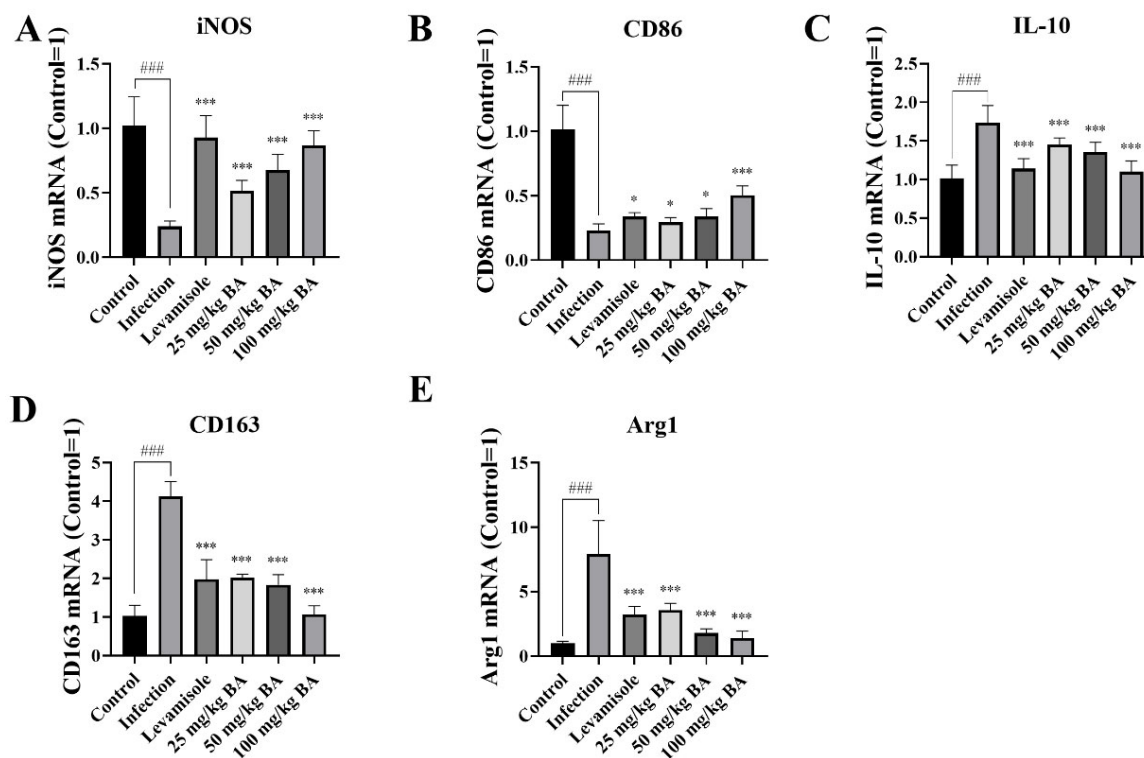 A
iNOS
iNOS mRNA (Control=1)
1.5
1.0
0.5
0.0
###
***
***
***
***
Control
Infection
Levamisole
25 mg/kg BA
50 mg/kg BA
100 mg/kg BA
B
CD86
CD86 mRNA (Control=1)
1.5
1.0
0.5
0.0
###
*
*
*
***
Control
Infection
Levamisole
25 mg/kg BA
50 mg/kg BA
100 mg/kg BA
C
IL-10
IL-10 mRNA (Control=1)
2.5
2.0
1.5
1.0
0.5
0.0
###
***
***
***
***
Control
Infection
Levamisole
25 mg/kg BA
50 mg/kg BA
100 mg/kg BA
D
CD163
CD163 mRNA (Control=1)
5
4
3
2
1
0
###
***
***
***
***
Control
Infection
Levamisole
25 mg/kg BA
50 mg/kg BA
100 mg/kg BA
E
Arg1
Arg1 mRNA (Control=1)
15
10
5
0
###
***
***
***
***
Control
Infection
Levamisole
25 mg/kg BA
50 mg/kg BA
100 mg/kg BA